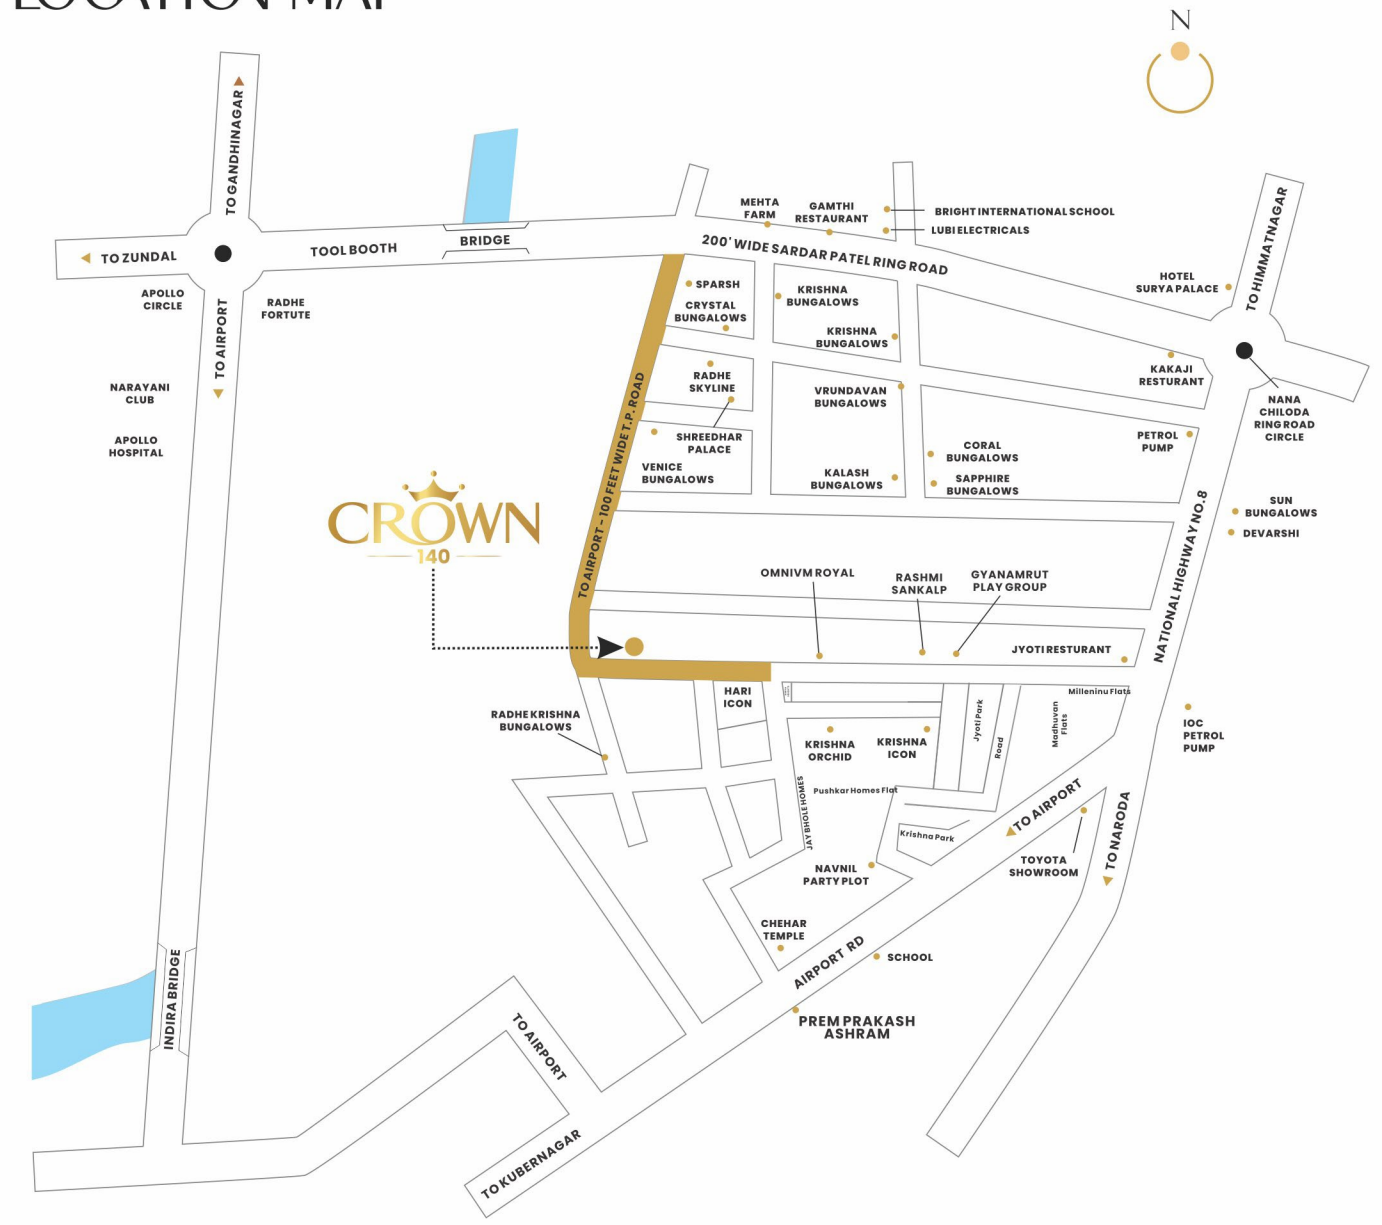 LOCATION MAP
N
TO GANDHINAGAR
TO ZUNDAL
TOOL BOOTH
BRIDGE
APOLLO
CIRCLE
RADHE
FORTUTE
TO AIRPORT
NARAYANI
CLUB
APOLLO
HOSPITAL
INDIRA BRIDGE
MEHTA
FARM
GAMTHI
RESTAURANT
BRIGHT INTERNATIONAL SCHOOL
LUBI ELECTRICALS
200' WIDE SARDAR PATEL RING ROAD
HOTEL
SURYA PALACE
TO HIMMATNAGAR
SPARSH
CRYSTAL
BUNGALOWS
KRISHNA
BUNGALOWS
KRISHNA
BUNGALOWS
KAKAJI
RESTURANT
NANA
CHILODA
RING ROAD
CIRCLE
RADHE
SKYLINE
VRUNDAVAN
BUNGALOWS
SHREEDHAR
PALACE
PETROL
PUMP
CORAL
BUNGALOWS
VENICE
BUNGALOWS
KALASH
BUNGALOWS
SAPPHIRE
BUNGALOWS
SUN
BUNGALOWS
DEVARSHI
TO AIRPORT - 100 FEET WIDE T.P. ROAD
CROWN
140
NATIONAL HIGHWAY NO.8
OMNIVM ROYAL
RASHMI
SANKALP
GYANAMRUT
PLAY GROUP
JYOTI RESTURANT
HARI
ICON
Milleninu Flats
RADHE KRISHNA
BUNGALOWS
KRISHNA
ORCHID
KRISHNA
ICON
Jyoti Park
Road
Madhuvan
Flats
IOC
PETROL
PUMP
JAY BHOLE HOMES
Pushkar Homes Flat
Krishna Park
TO AIRPORT
TO NARODA
TOYOTA
SHOWROOM
NAVNIL
PARTY PLOT
CHEHAR
TEMPLE
AIRPORT RD
SCHOOL
PREM PRAKASH
ASHRAM
TO AIRPORT
TO KUBERNAGAR